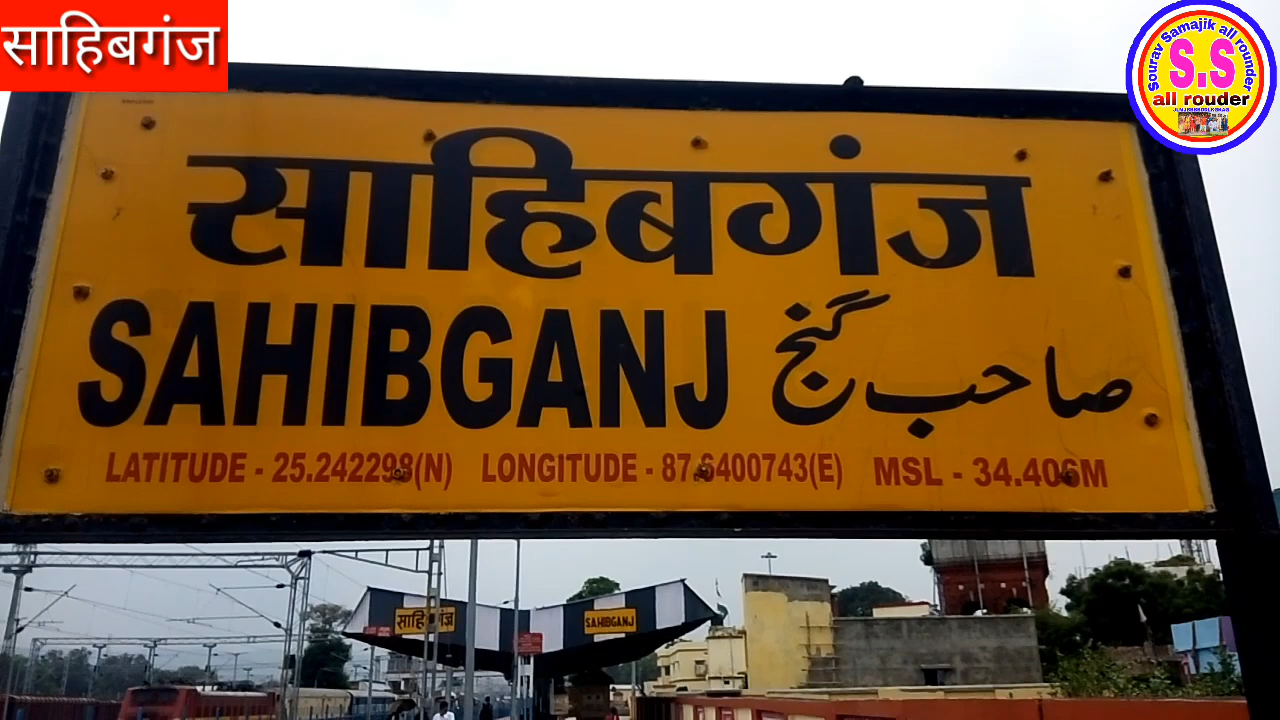 साहिबगंज
Sourav Samajik all rounder
S.S
all rouder
साहिबगंज
SAHIBGANJ صاحب گنج
LATITUDE - 25.242298(N) LONGITUDE - 87.6400743(E) MSL - 34.406M
साहिबगंज
SAHIBGANJ